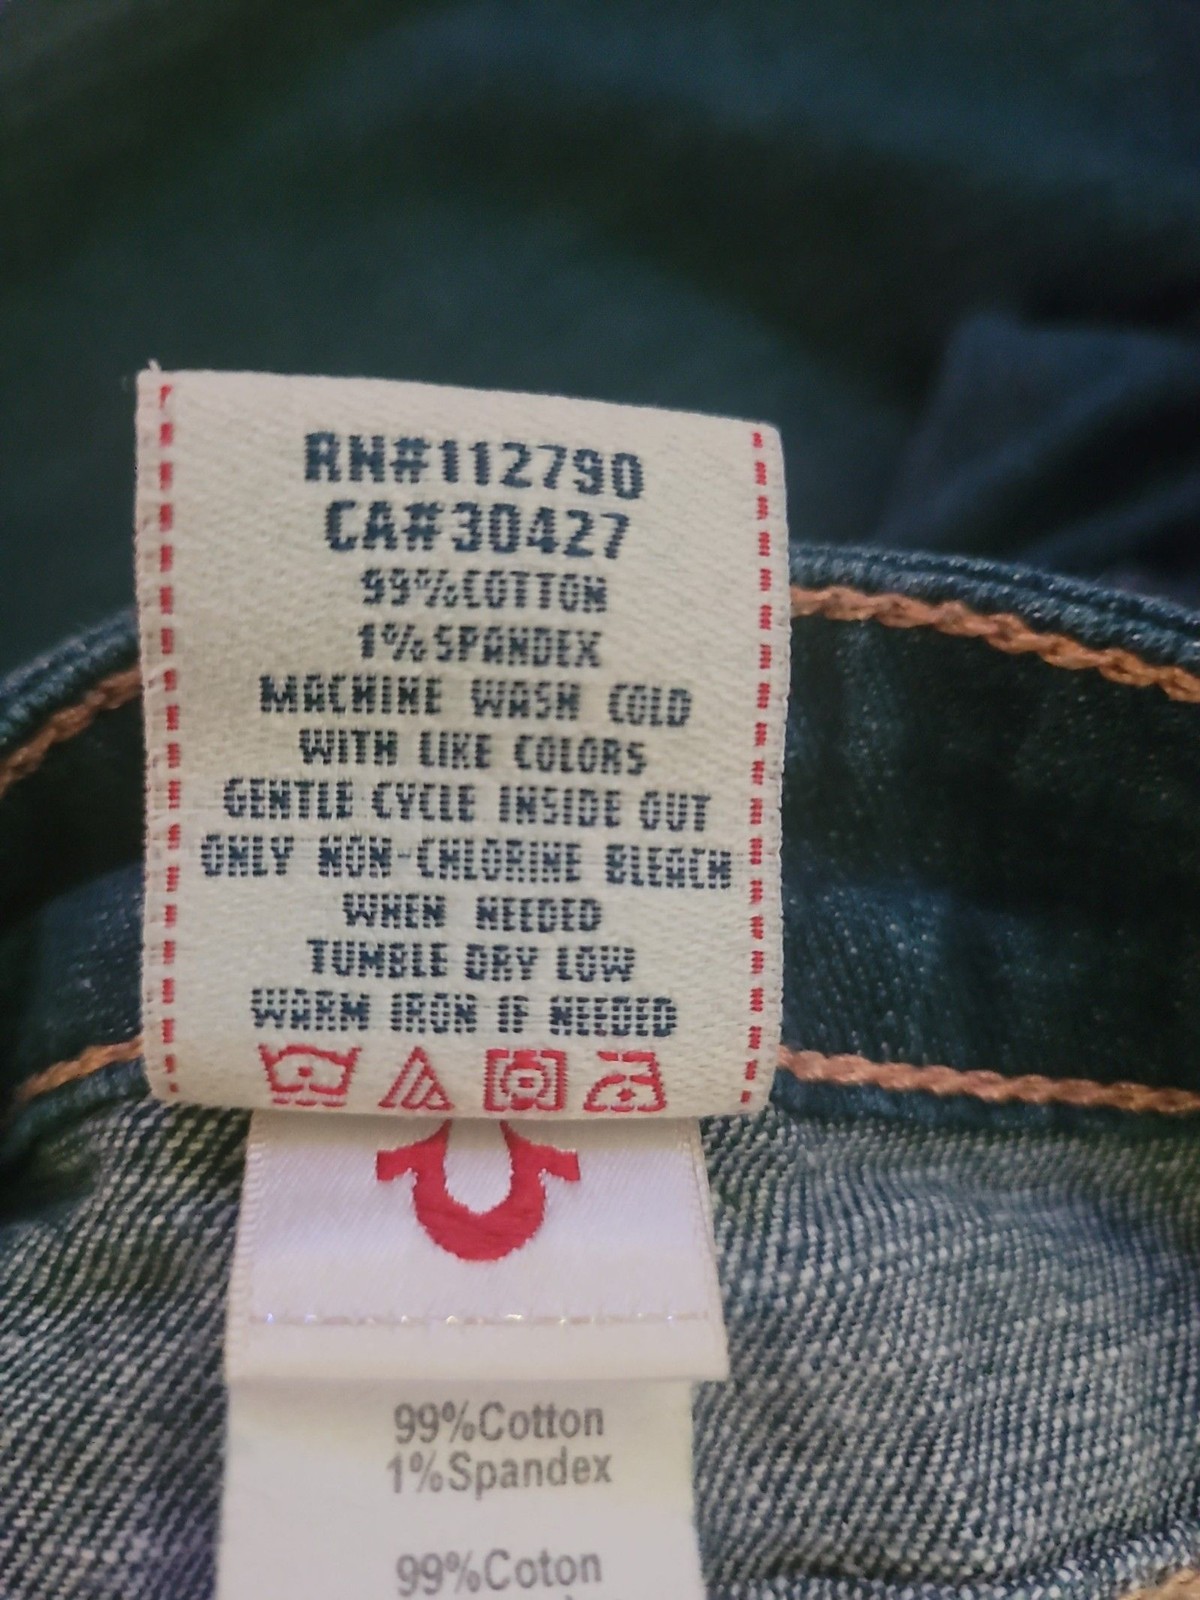 RN#112790
CA#30427
99%COTTON
1%SPANDEX
MACHINE WASH COLD
WITH LIKE COLORS
GENTLE CYCLE INSIDE OUT
ONLY NON-CHLORINE BLEACH
WHEN NEEDED
TUMBLE DRY LOW
WARM IRON IF NEEDED
99%Cotton
1%Spandex
99%Coton